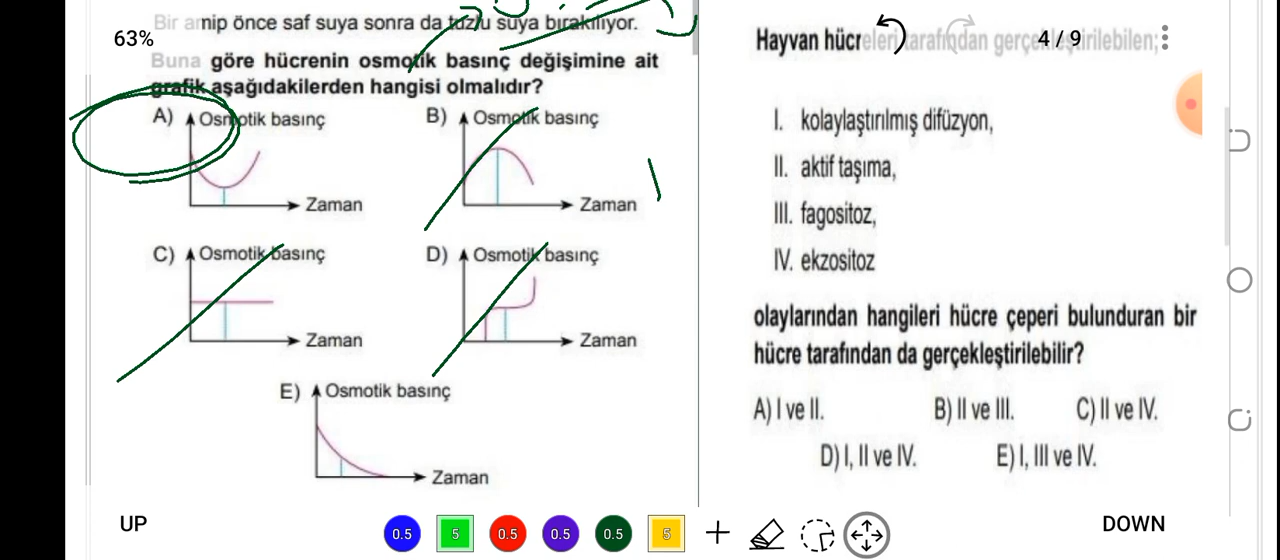 Bir amip önce saf suya sonra da tuzlu suya bırakılıyor.
63%
Buna göre hücrenin osmotik basınç değişimine ait
grafik aşağıdakilerden hangisi olmalıdır?
A) Osmotik basınç
Zaman
B) Osmotik basınç
Zaman
C) Osmotik basınç
Zaman
D) Osmotik basınç
Zaman
E) Osmotik basınç
Zaman
Hayvan hücreleri tarafından gerçekleştirilebilen;
4 / 9
I. kolaylaştırılmış difüzyon,
II. aktif taşıma,
III. fagositoz,
IV. ekzositoz
olaylarından hangileri hücre çeperi bulunduran bir
hücre tarafından da gerçekleştirilebilir?
A) I ve II. B) II ve III. C) II ve IV.
D) I, II ve IV. E) I, III ve IV.
UP
0.5 5 0.5 0.5 0.5 5
DOWN